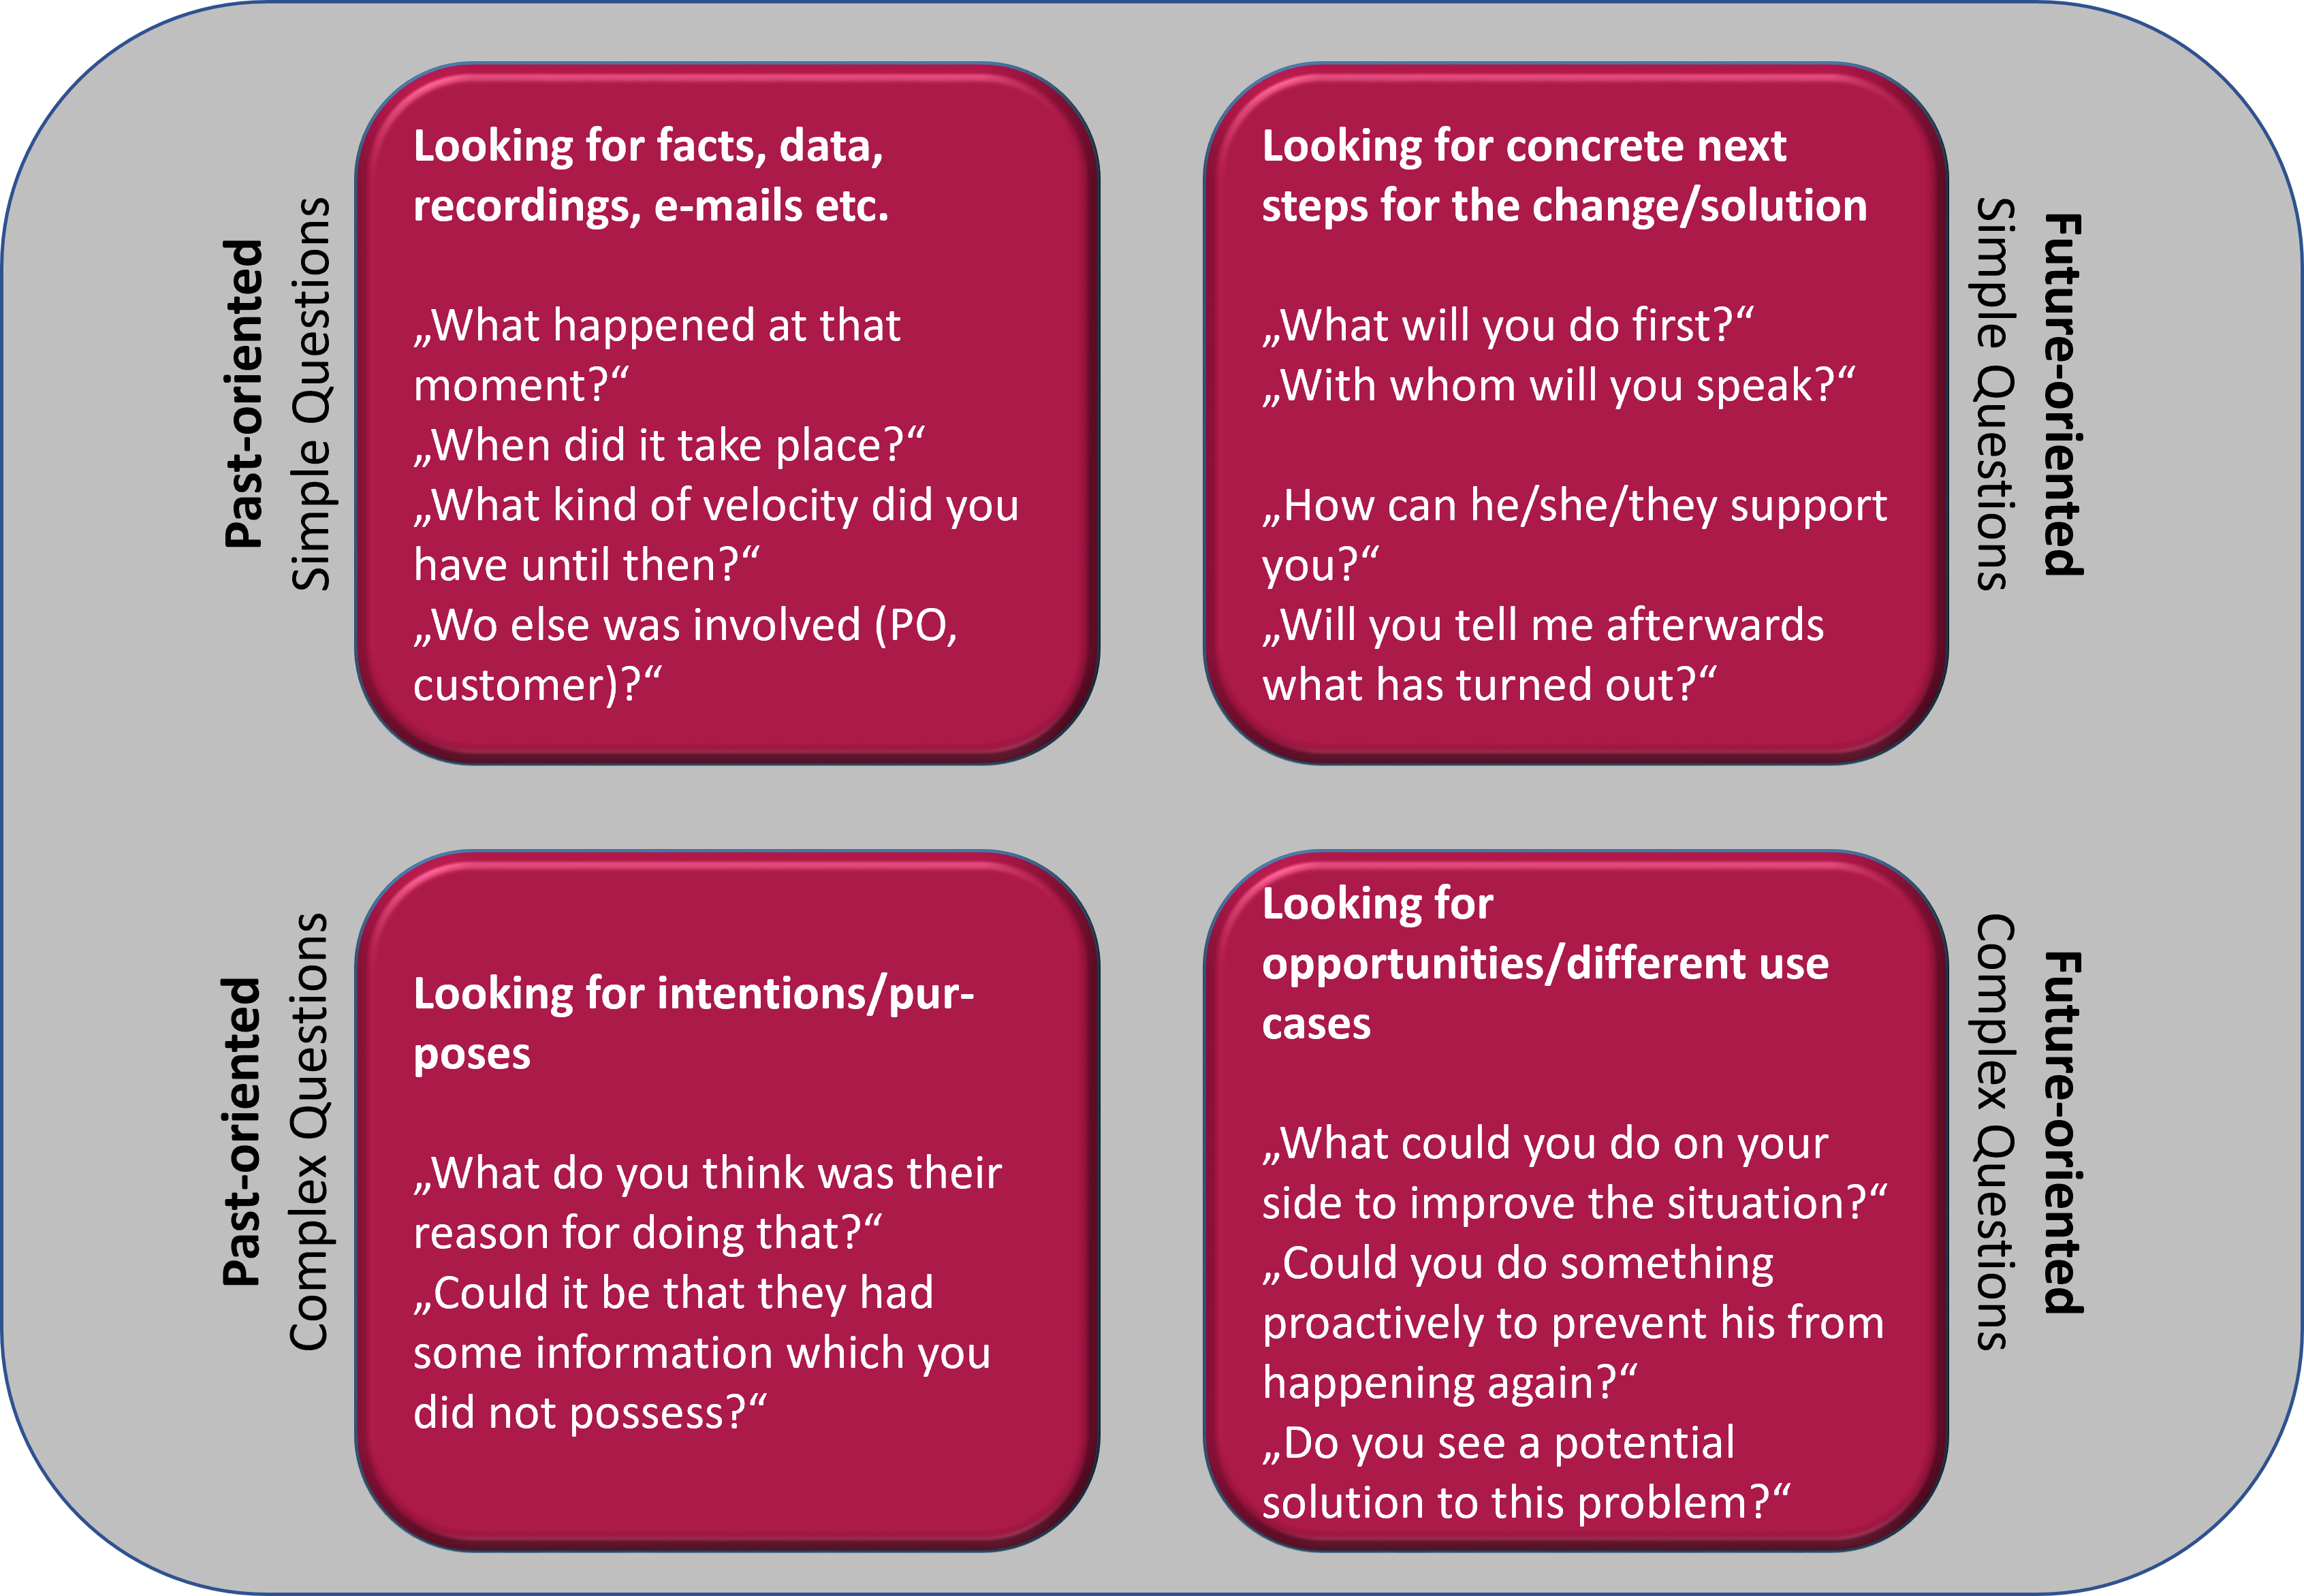 Past-oriented
Simple Questions
Looking for facts, data,
recordings, e-mails etc.
„What happened at that
moment?“
„When did it take place?“
„What kind of velocity did you
have until then?“
„Wo else was involved (PO,
customer)?“
Looking for concrete next
steps for the change/solution
„What will you do first?“
„With whom will you speak?“
„How can he/she/they support
you?“
„Will you tell me afterwards
what has turned out?“
Simple Questions
Future-oriented
Past-oriented
Complex Questions
Looking for intentions/pur-
poses
„What do you think was their
reason for doing that?“
„Could it be that they had
some information which you
did not possess?“
Looking for
opportunities/different use
cases
„What could you do on your
side to improve the situation?“
„Could you do something
proactively to prevent his from
happening again?“
„Do you see a potential
solution to this problem?“
Complex Questions
Future-oriented